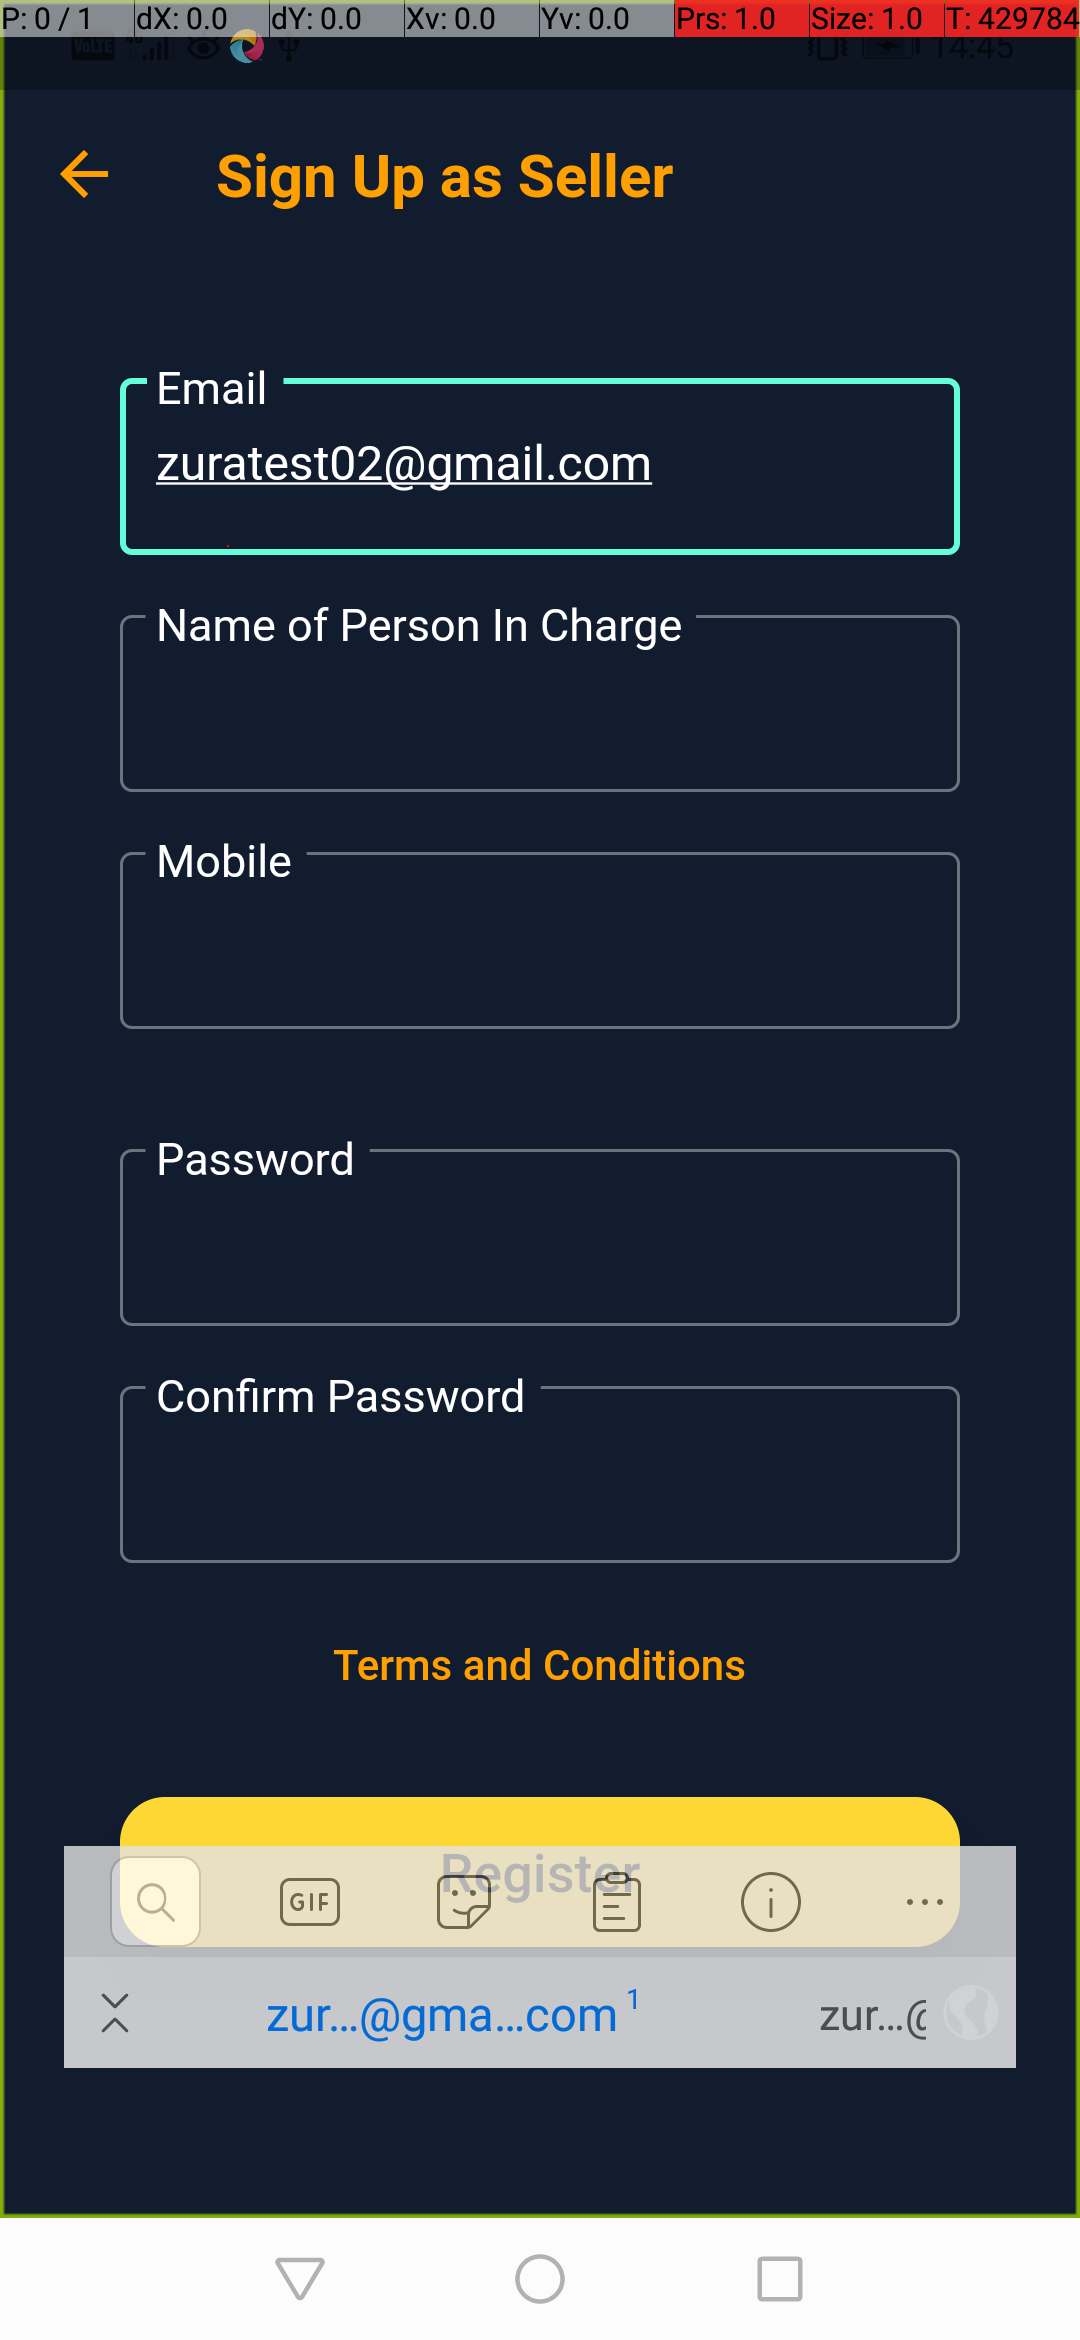 P: 0 / 1 dX: 0.0 dY: 0.0 Xv: 0.0 Yv: 0.0 Prs: 1.0 Size: 1.0 T: 429784
VoLTE 14:45
Sign Up as Seller
Email
zuratest02@gmail.com
Name of Person In Charge
Mobile
Password
Confirm Password
Terms and Conditions
Register
GIF
zur...@gma...com 1 zur...@